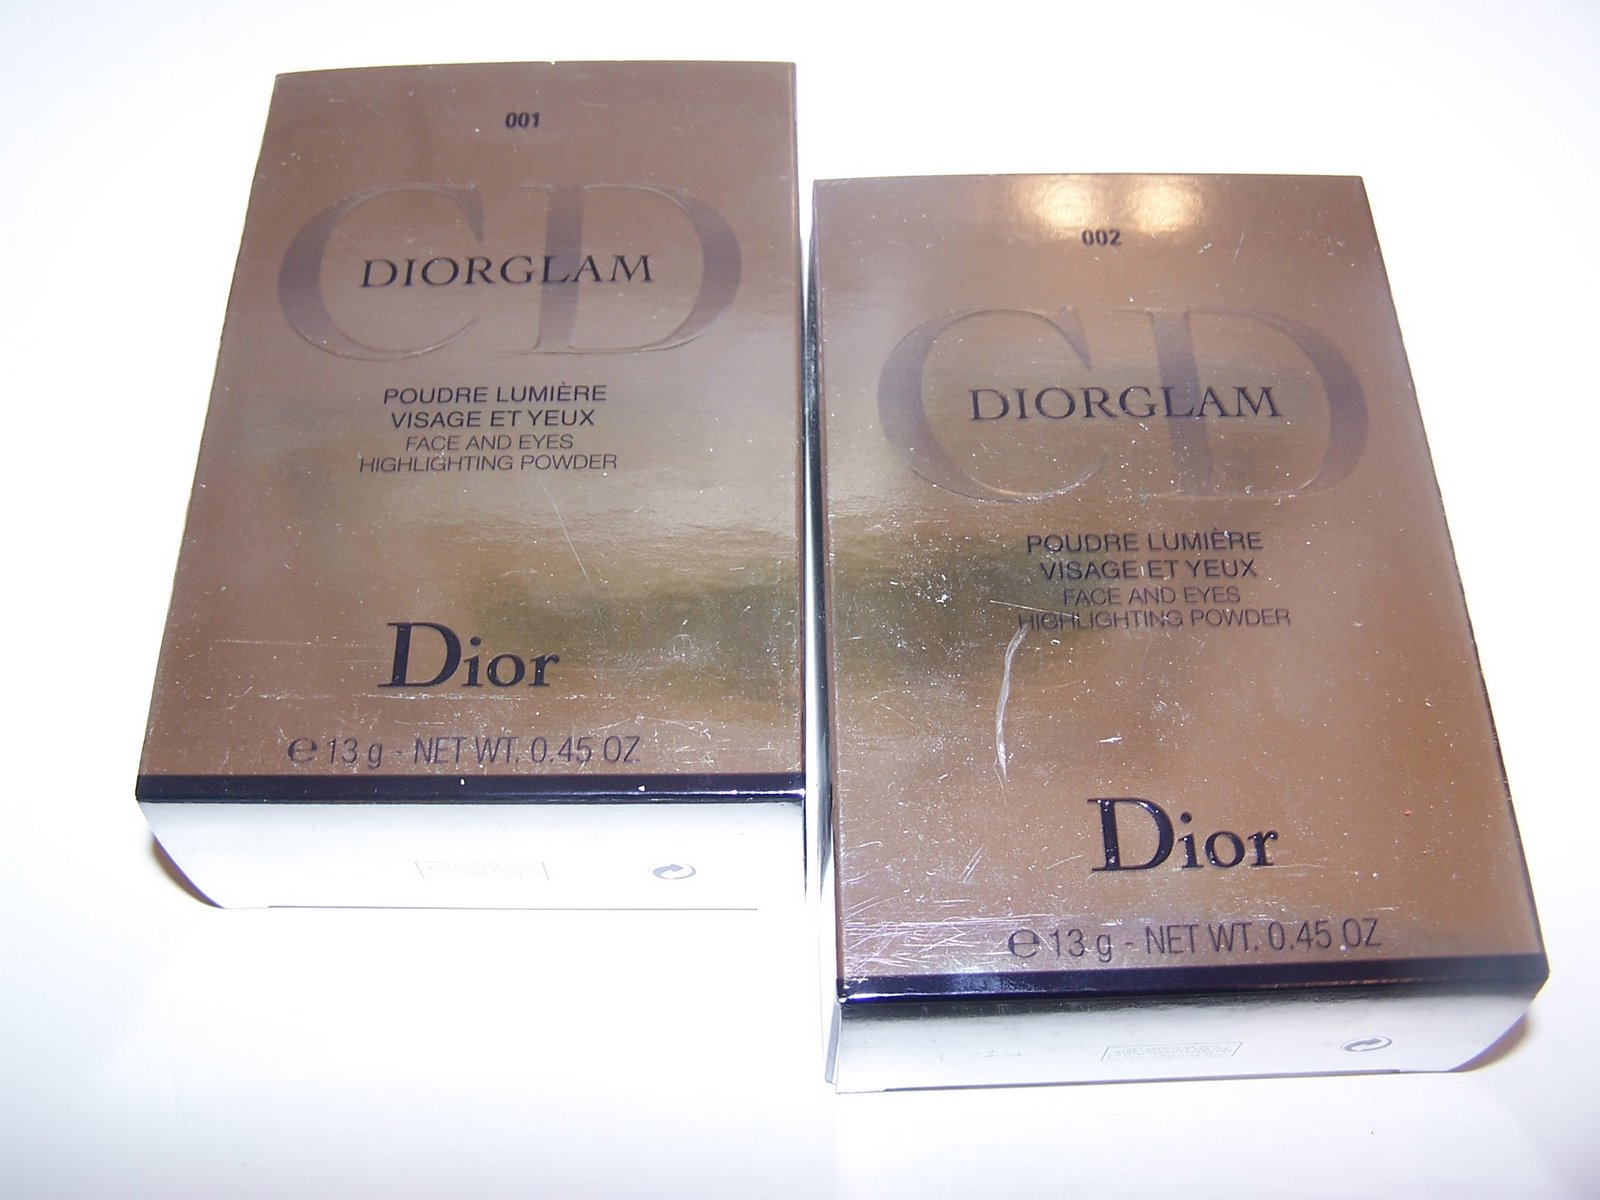 001
CD
DIORGLAM
POUDRE LUMIÈRE
VISAGE ET YEUX
FACE AND EYES
HIGHLIGHTING POWDER
Dior
℮ 13 g - NET WT. 0.45 OZ
002
CD
DIORGLAM
POUDRE LUMIÈRE
VISAGE ET YEUX
FACE AND EYES
HIGHLIGHTING POWDER
Dior
℮ 13 g - NET WT. 0.45 OZ